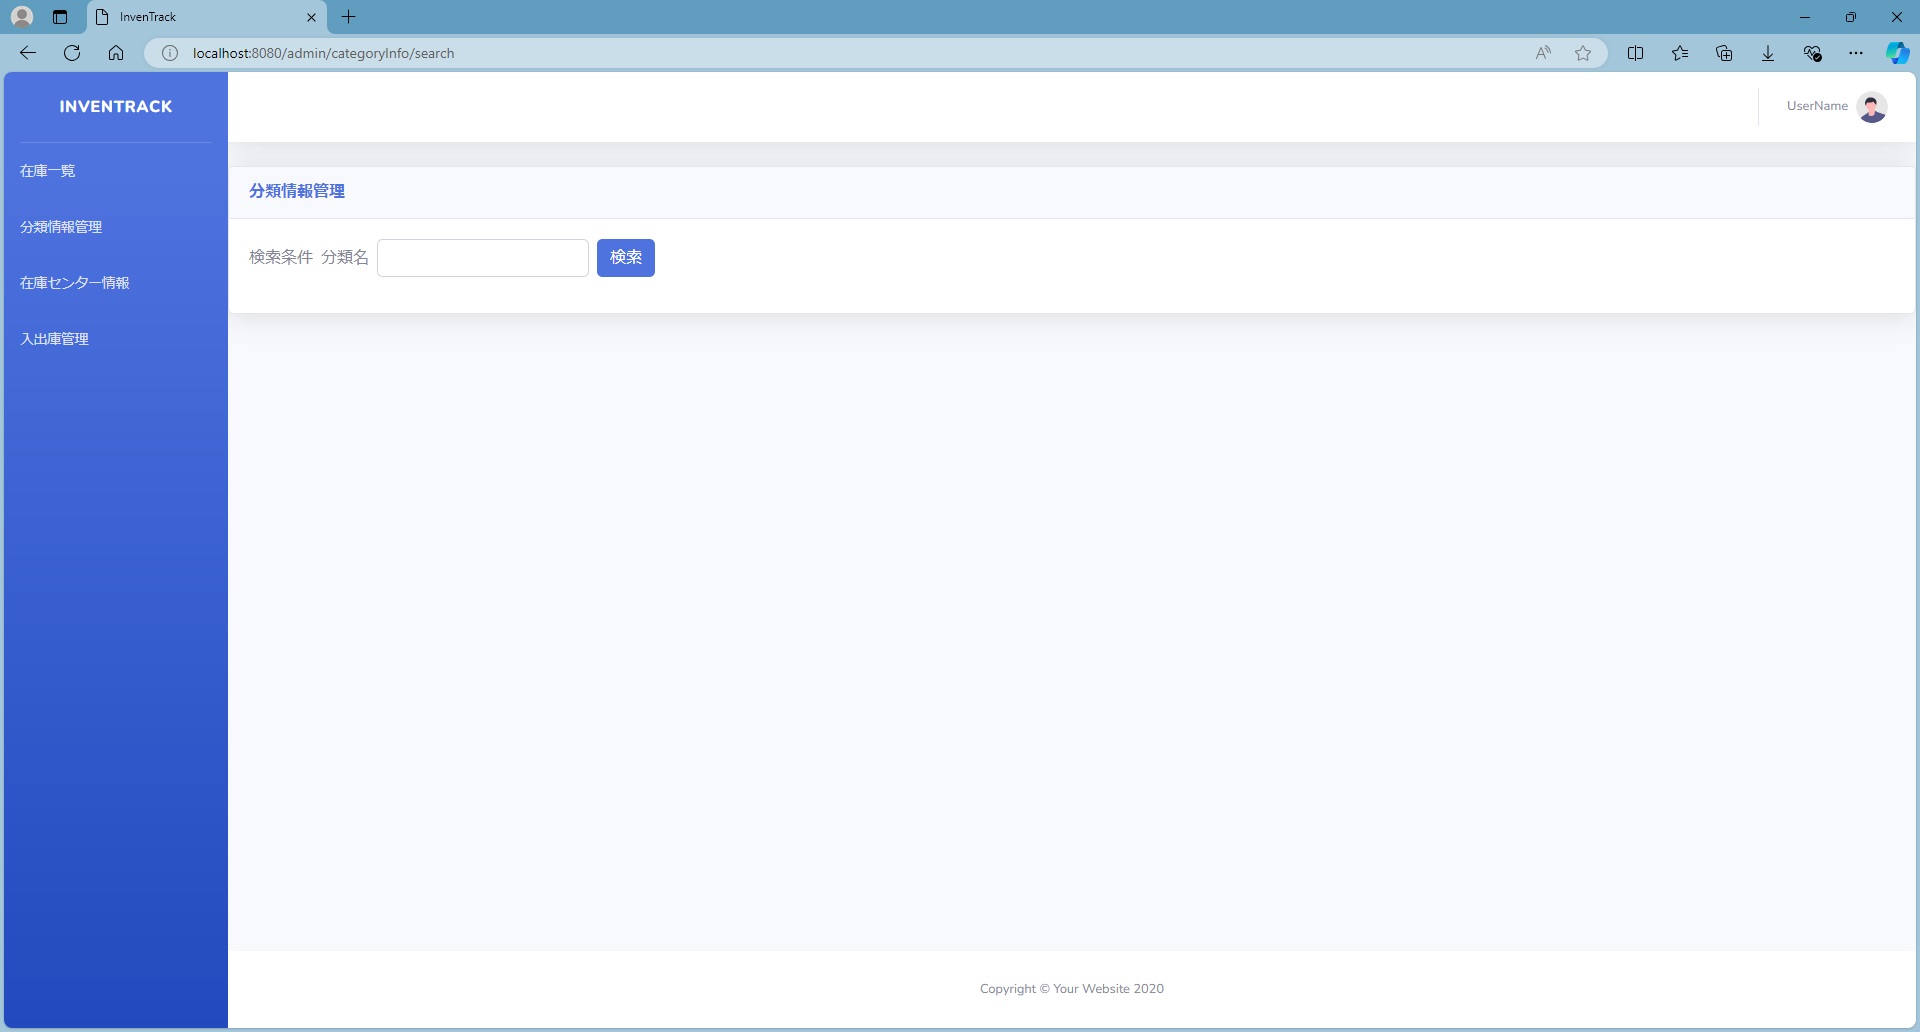 InvenTrack
localhost:8080/admin/categoryInfo/search
INVENTRACK
UserName
在庫一覧
分類情報管理
在庫センター情報
入出庫管理
分類情報管理
検索条件 分類名 検索
Copyright © Your Website 2020